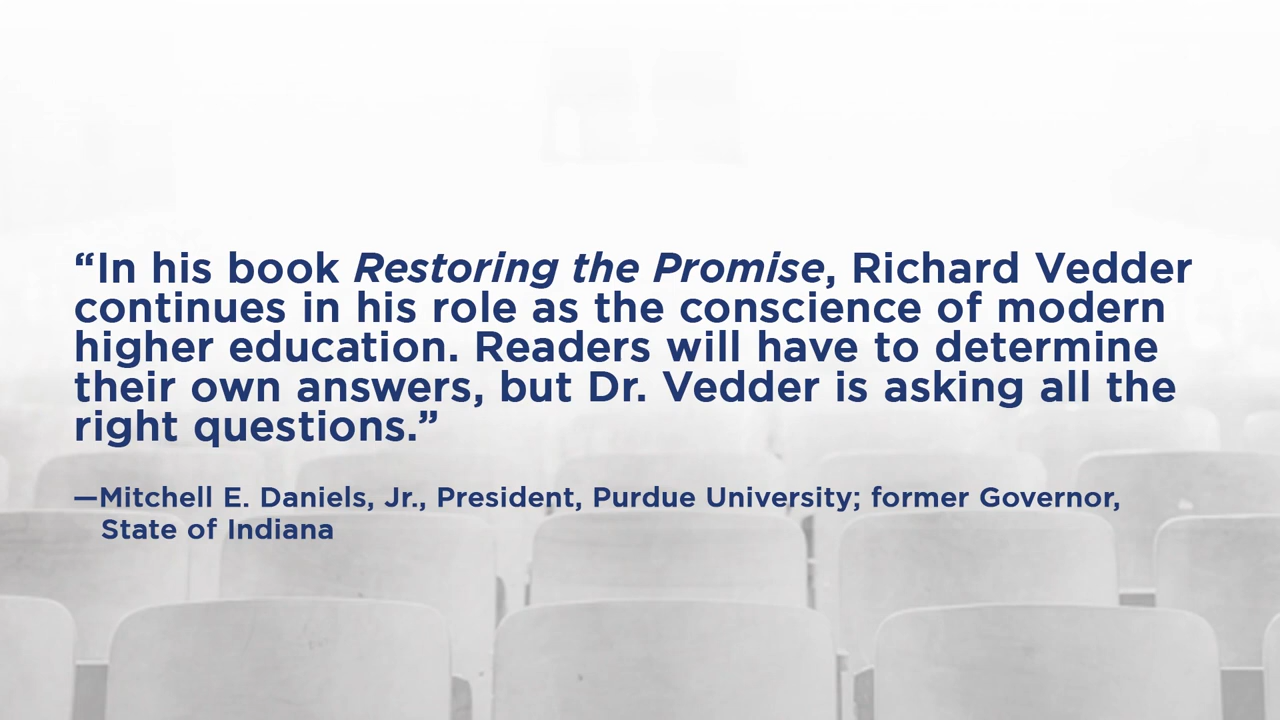 “In his book Restoring the Promise, Richard Vedder
continues in his role as the conscience of modern
higher education. Readers will have to determine
their own answers, but Dr. Vedder is asking all the
right questions.”
—Mitchell E. Daniels, Jr., President, Purdue University; former Governor,
State of Indiana